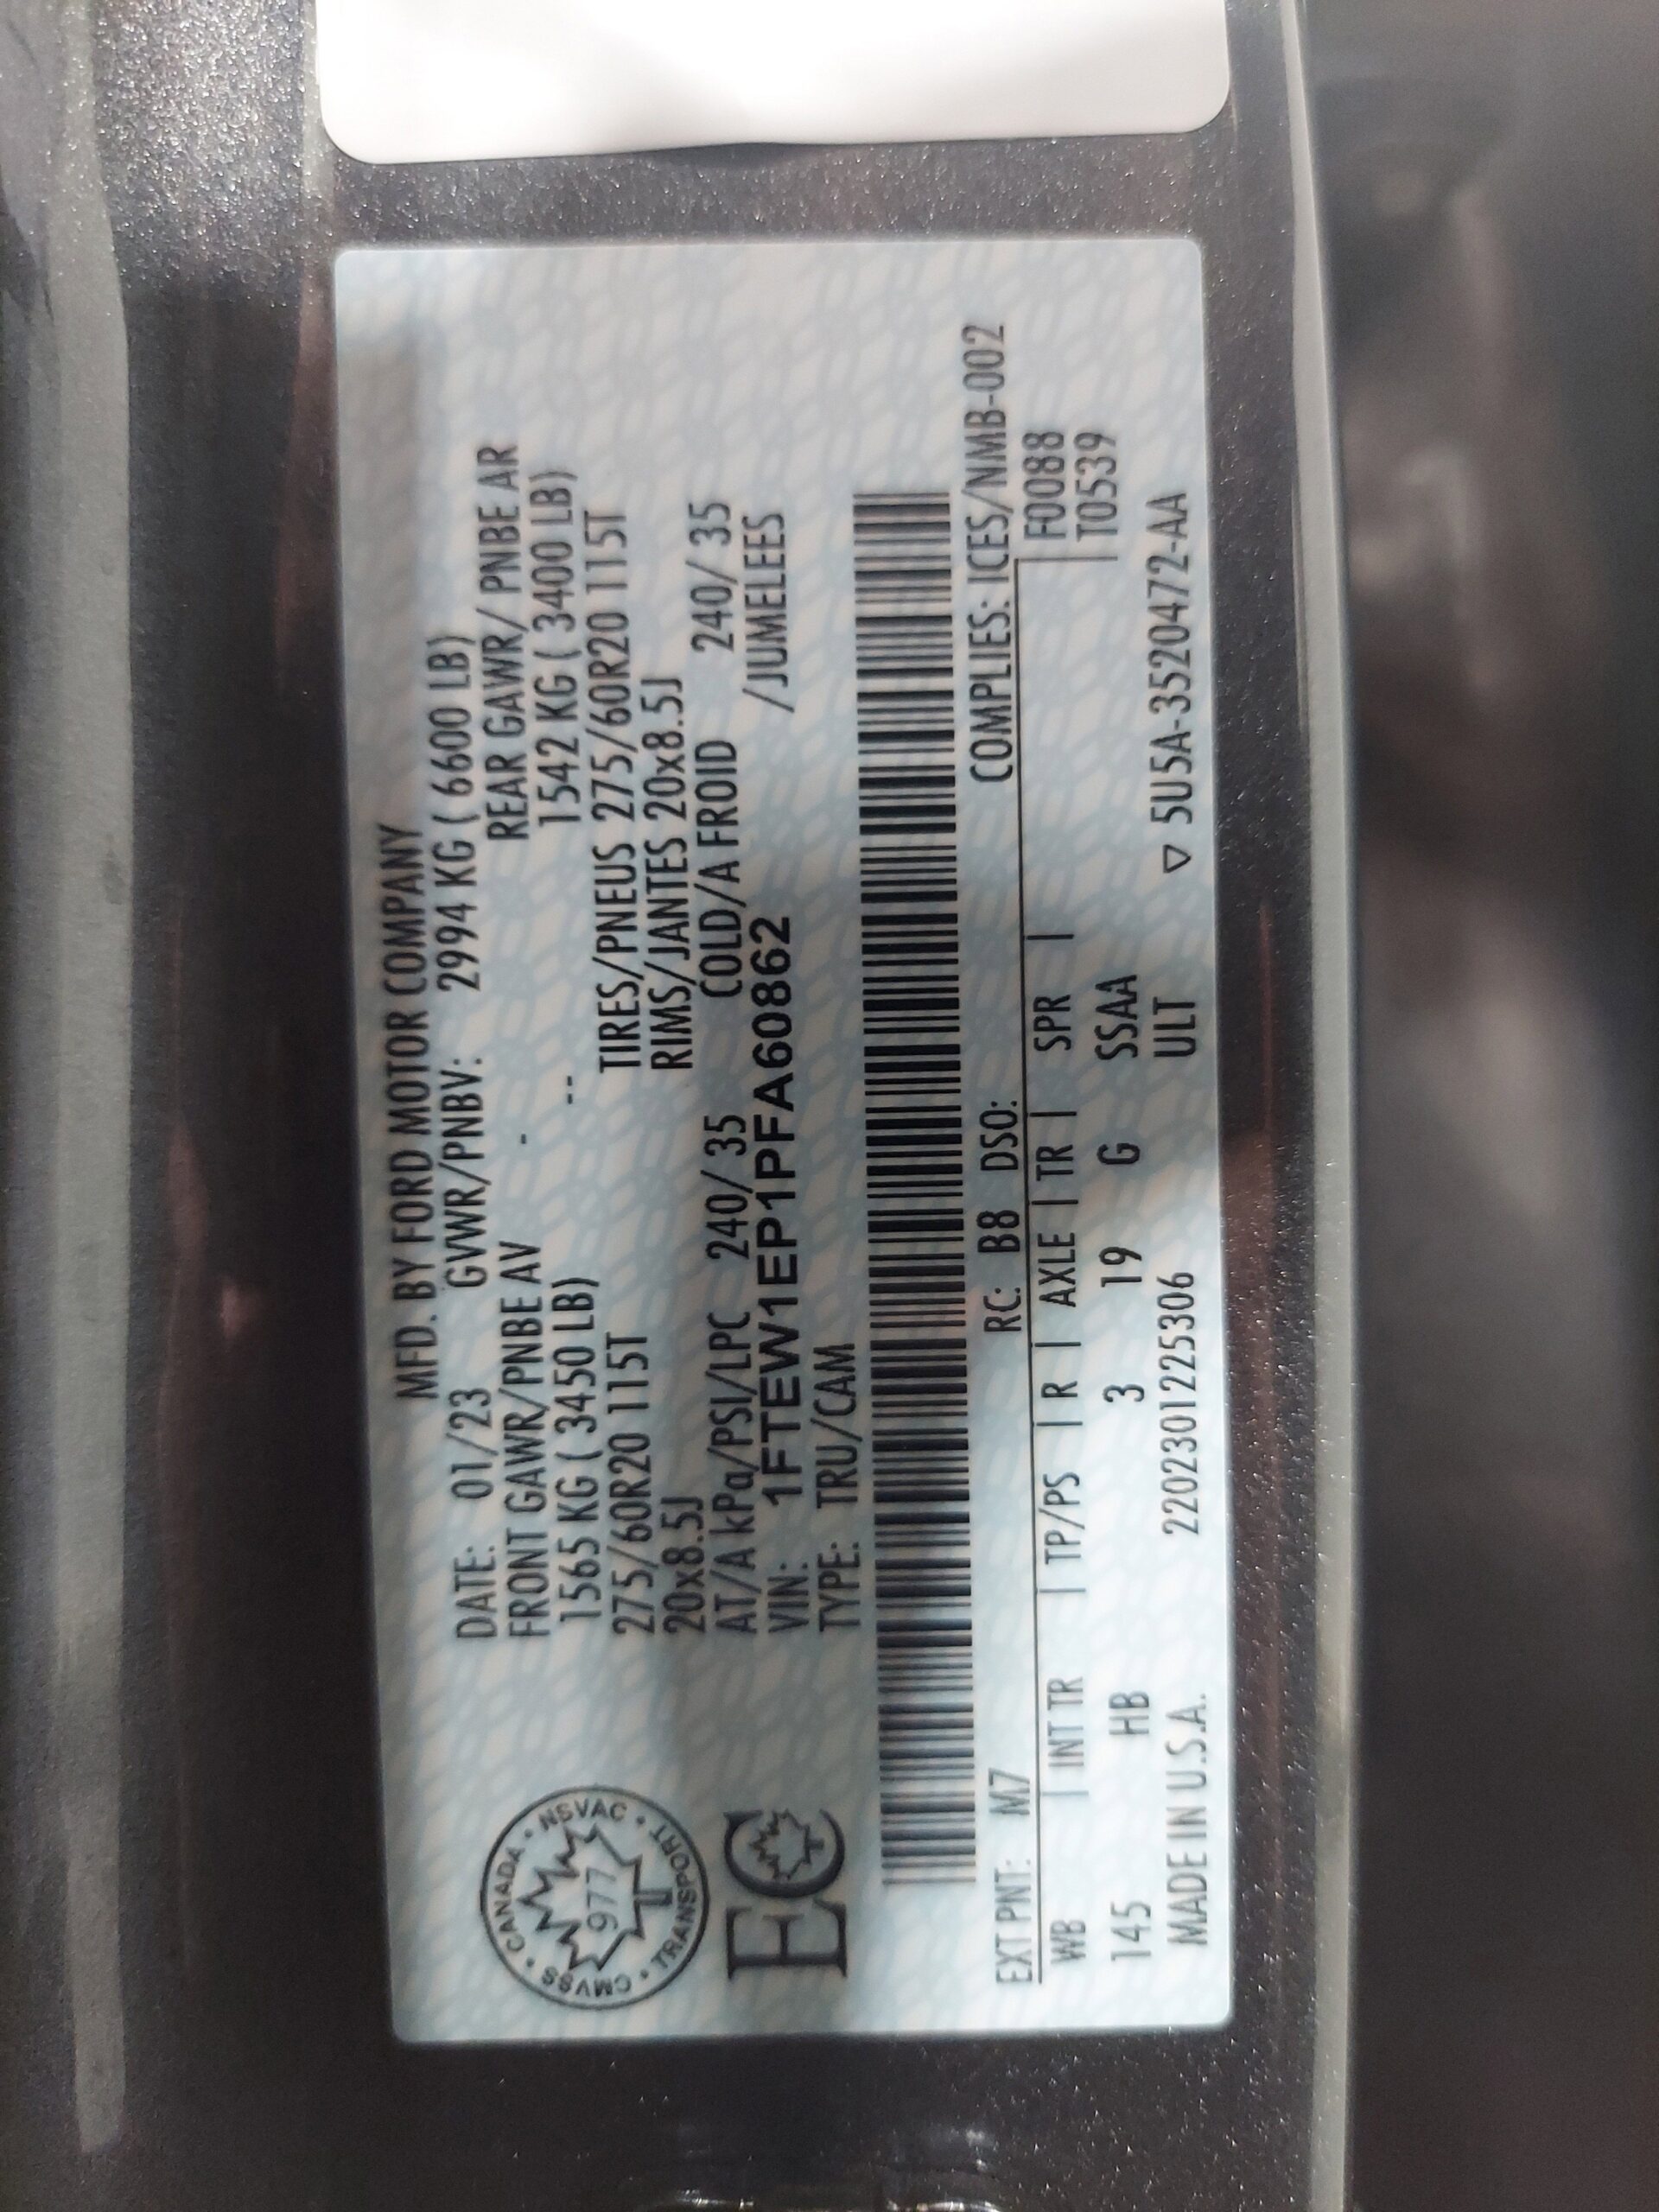 MFD. BY FORD MOTOR COMPANY
DATE: 01/23 GVWR/PNBV: 2994 KG ( 6600 LB)
FRONT GAWR/PNBE AV - REAR GAWR/ PNBE AR
1565 KG ( 3450 LB) -- 1542 KG ( 3400 LB)
275/60R20 115T TIRES/PNEUS 275/60R20 115T
20x8.5J RIMS/JANTES 20x8.5J
AT/A kPa/PSI/LPC 240/ 35 COLD/A FROID 240/ 35
VIN: 1FTEW1EP1PFA60862 /JUMELEES
TYPE: TRU/CAM
CANADA • NSVAC • TRANSPORT • CMVSS •
977
T
EC
EXT PNT: M7 RC: B8 DSO: COMPLIES: ICES/NMB-002
WB | INT TR | TP/PS | R | AXLE | TR | SPR | F0088
145 HB 3 19 G SSAA | T0539
MADE IN U.S.A. 2202301225306 ULT ▽ 5U5A-3520472-AA